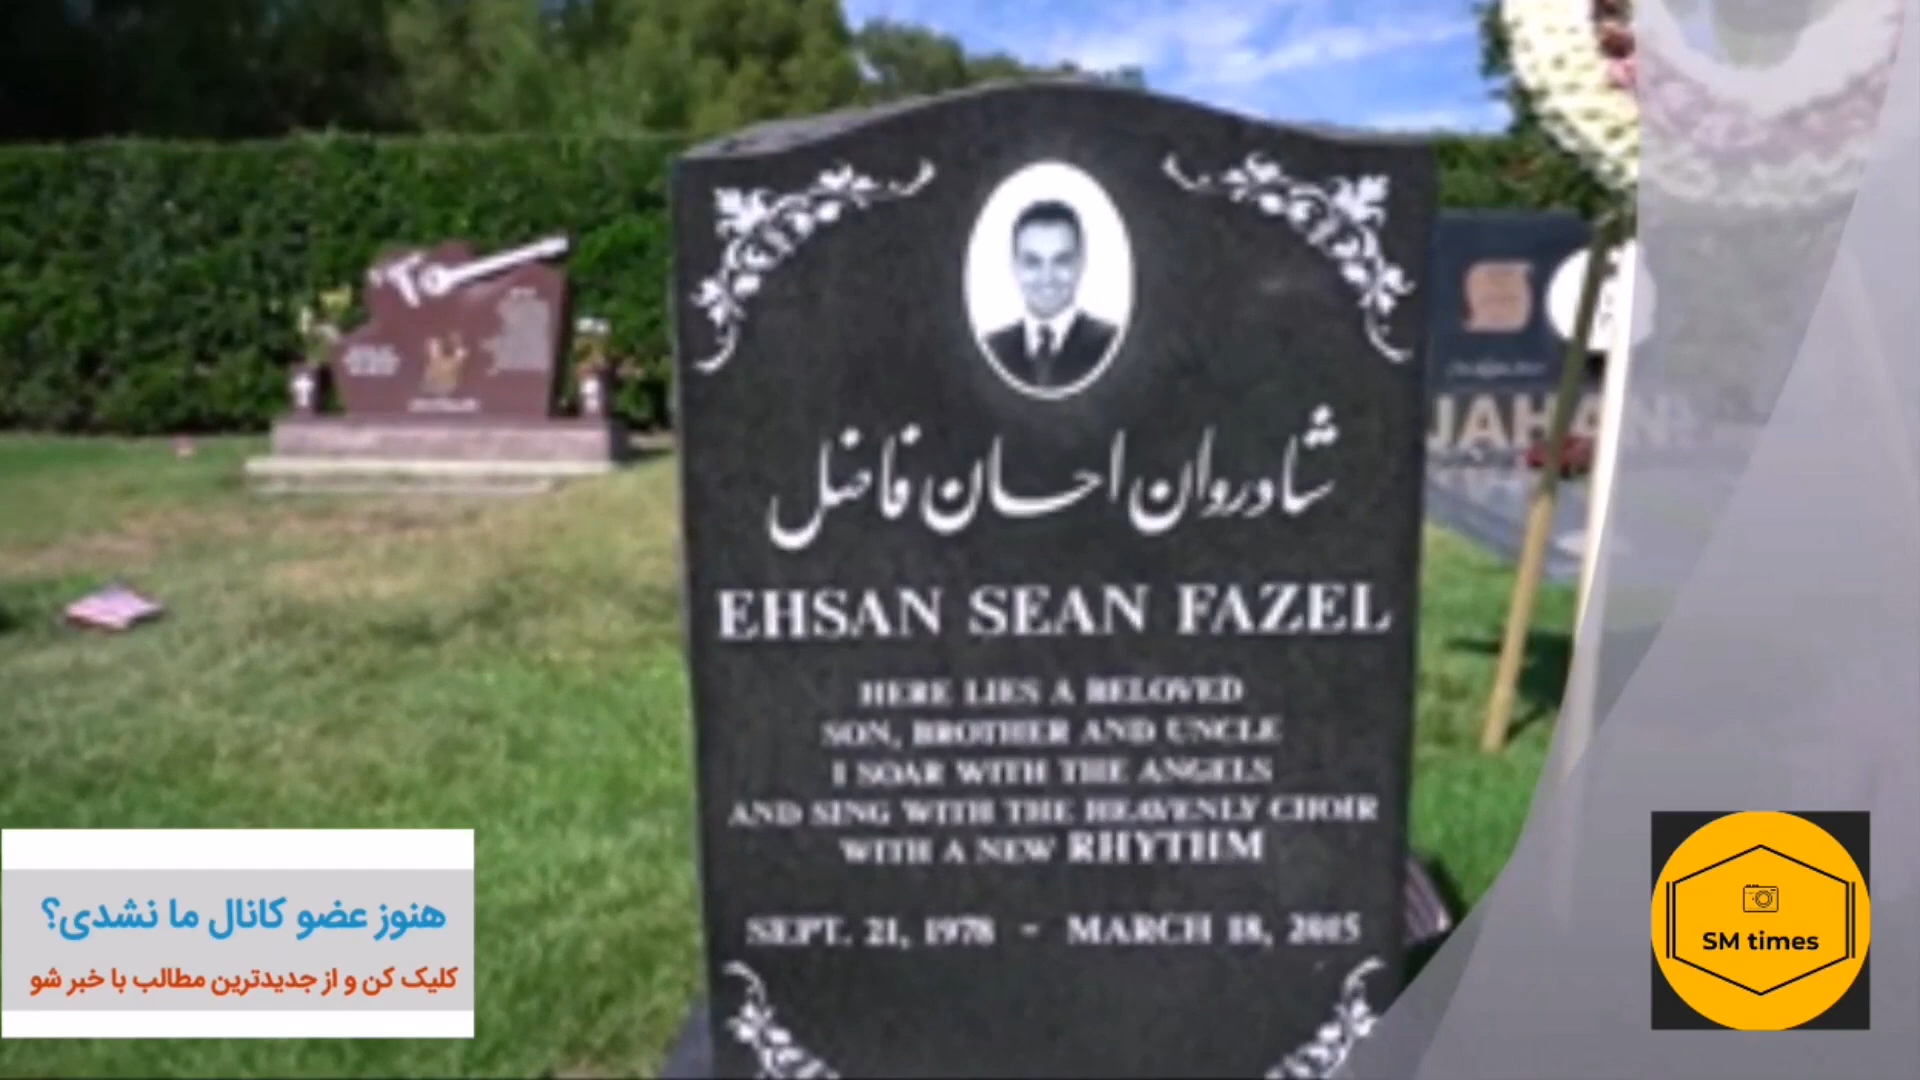 شادروان احسان فاضل
EHSAN SEAN FAZEL
HERE LIES A BELOVED
SON, BROTHER AND UNCLE
I SOAR WITH THE ANGELS
AND SING WITH THE HEAVENLY CHOIR
WITH A NEW RHYTHM
SEPT. 21, 1978 - MARCH 18, 2015
JAHAN
هنوز عضو کانال ما نشدی؟
کلیک کن و از جدیدترین مطالب با خبر شو
SM times